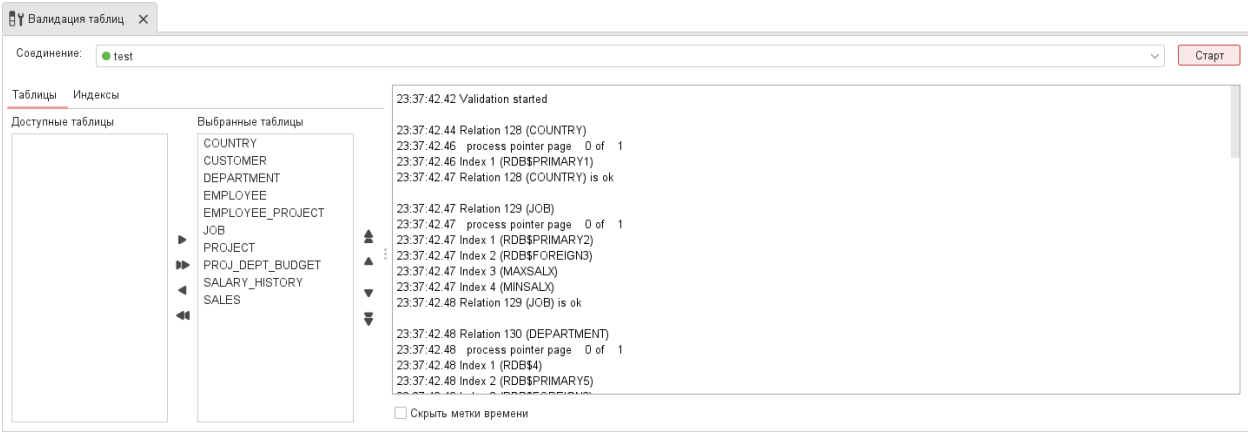 Валидация таблиц
Соединение:
test
Старт
Таблицы Индексы
Доступные таблицы
Выбранные таблицы
COUNTRY
CUSTOMER
DEPARTMENT
EMPLOYEE
EMPLOYEE_PROJECT
JOB
PROJECT
PROJ_DEPT_BUDGET
SALARY_HISTORY
SALES
23:37:42.42 Validation started
23:37:42.44 Relation 128 (COUNTRY)
23:37:42.46 process pointer page 0 of 1
23:37:42.46 Index 1 (RDB$PRIMARY1)
23:37:42.47 Relation 128 (COUNTRY) is ok
23:37:42.47 Relation 129 (JOB)
23:37:42.47 process pointer page 0 of 1
23:37:42.47 Index 1 (RDB$PRIMARY2)
23:37:42.47 Index 2 (RDB$FOREIGN3)
23:37:42.47 Index 3 (MAXSALX)
23:37:42.47 Index 4 (MINSALX)
23:37:42.48 Relation 129 (JOB) is ok
23:37:42.48 Relation 130 (DEPARTMENT)
23:37:42.48 process pointer page 0 of 1
23:37:42.48 Index 1 (RDB$4)
23:37:42.48 Index 2 (RDB$PRIMARY5)
Скрыть метки времени